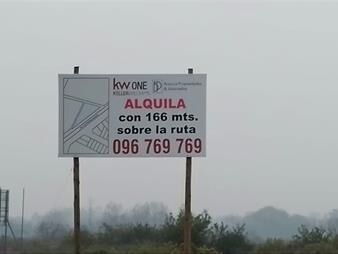 kw ONE
KELLERWILLIAMS.
ALQUILA
con 166 mts.
sobre la ruta
096 769 769